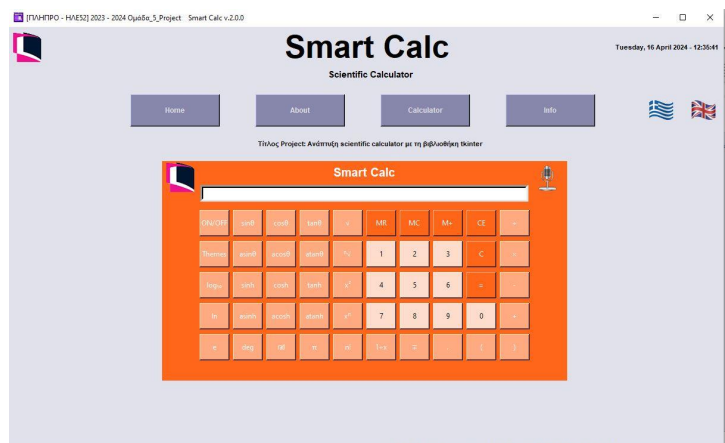 [ΠΛΗΠΡΟ - ΗΛΕ52] 2023 - 2024 Ομάδα_5_Project Smart Calc v.2.0.0
Smart Calc
Tuesday, 16 April 2024 - 12:35:41
Scientific Calculator
Home About Calculator Info
Τίτλος Project: Ανάπτυξη scientific calculator με τη βιβλιοθήκη tkinter
Smart Calc
ON/OFF sinθ cosθ tanθ MR MC M+ CE
Themes asinθ acosθ atanθ 1 2 3 C
log₁₀ sinh cosh tanh 4 5 6 =
ln asinh acosh atanh 7 8 9 0
e deg π n! ( )